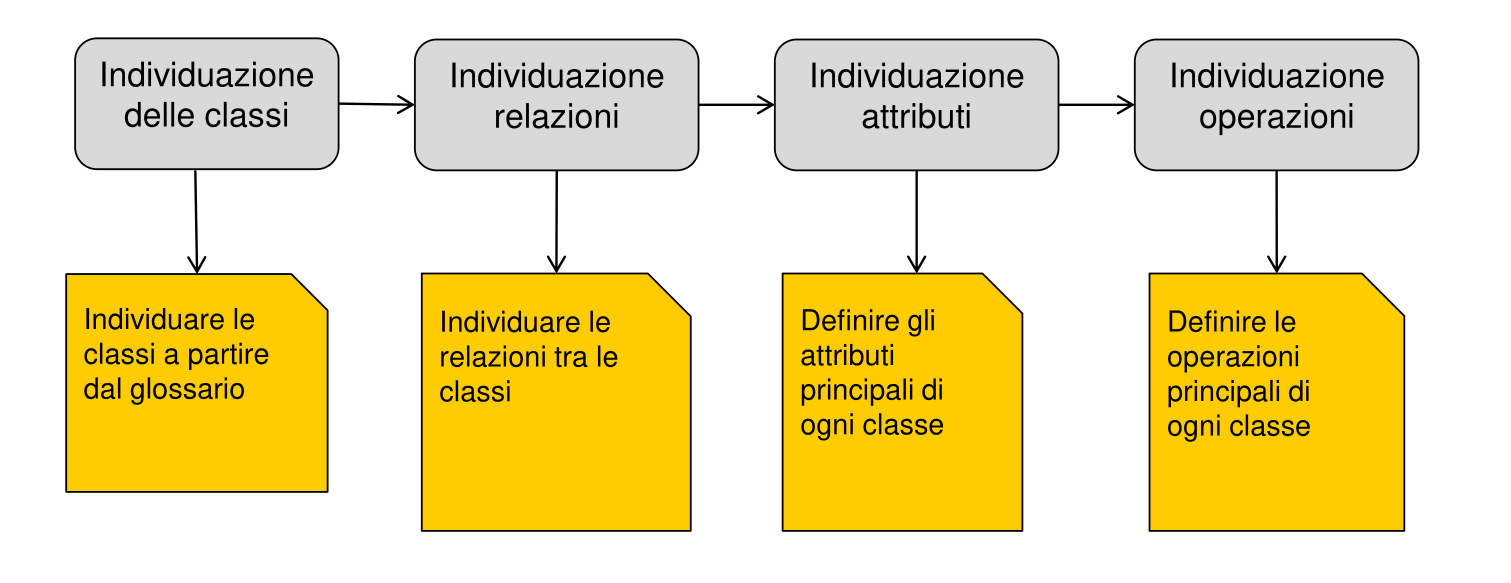 Individuazione
delle classi
Individuazione
relazioni
Individuazione
attributi
Individuazione
operazioni
Individuare le
classi a partire
dal glossario
Individuare le
relazioni tra le
classi
Definire gli
attributi
principali di
ogni classe
Definire le
operazioni
principali di
ogni classe